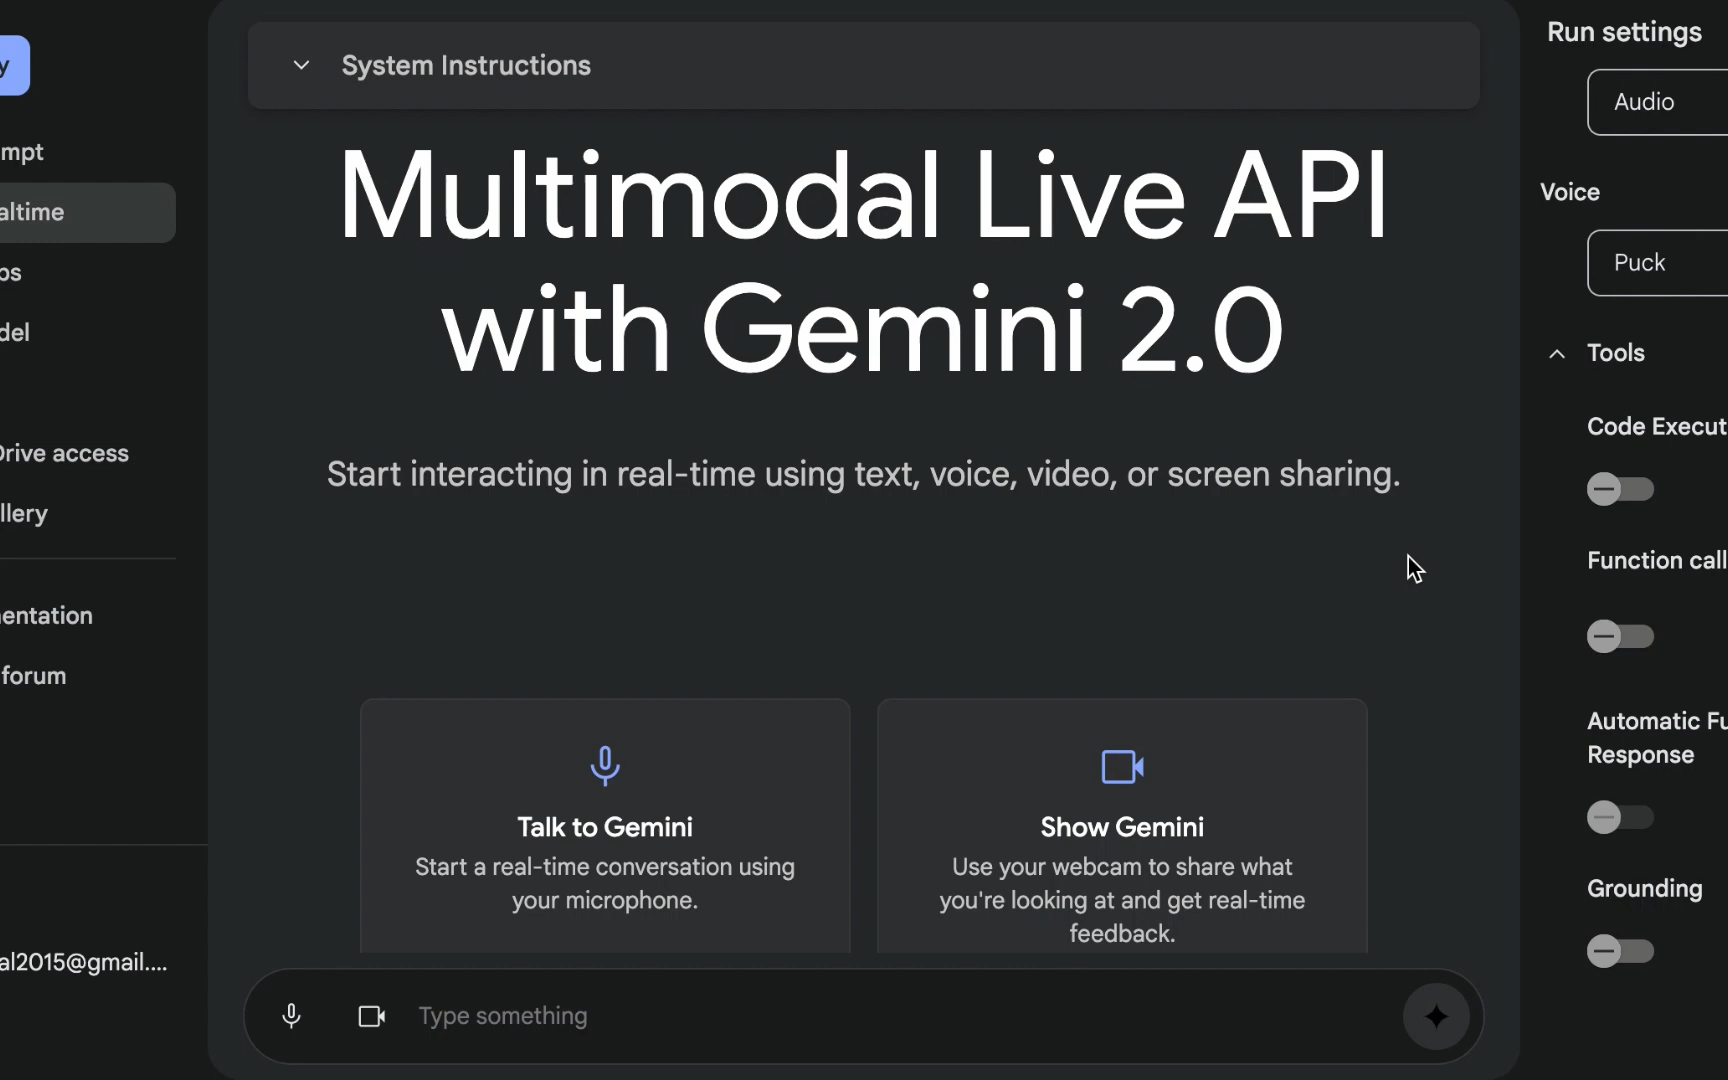 y
mpt
altime
ps
del
Drive access
llery
entation
forum
al2015@gmail....
System Instructions
Multimodal Live API
with Gemini 2.0
Start interacting in real-time using text, voice, video, or screen sharing.
Talk to Gemini
Start a real-time conversation using
your microphone.
Show Gemini
Use your webcam to share what
you're looking at and get real-time
feedback.
Type something
Run settings
Audio
Voice
Puck
Tools
Code Execut
Function call
Automatic Fu
Response
Grounding